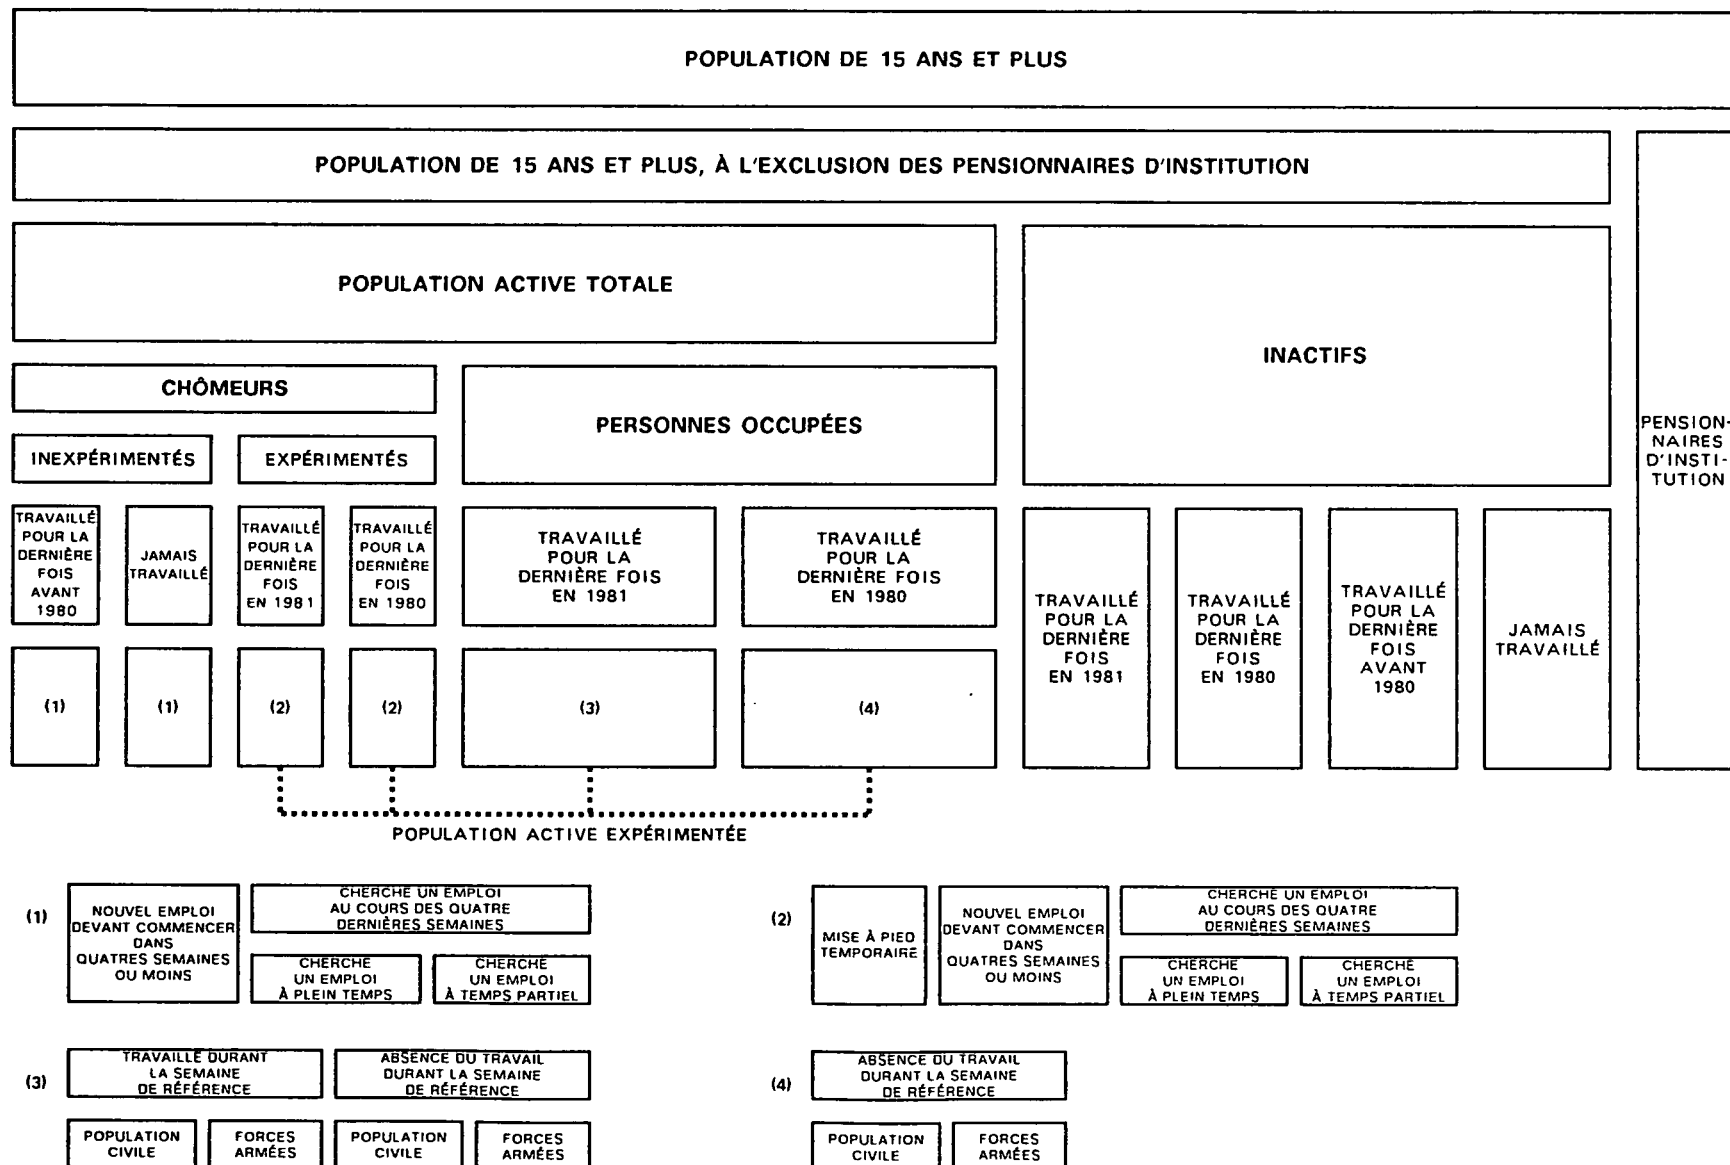 POPULATION DE 15 ANS ET PLUS
POPULATION DE 15 ANS ET PLUS, À L'EXCLUSION DES PENSIONNAIRES D'INSTITUTION
PENSION-
NAIRES
D'INSTI-
TUTION
POPULATION ACTIVE TOTALE
INACTIFS
CHÔMEURS
PERSONNES OCCUPÉES
INEXPÉRIMENTÉS
EXPÉRIMENTÉS
TRAVAILLÉ
POUR LA
DERNIÈRE
FOIS
AVANT
1980
JAMAIS
TRAVAILLÉ
TRAVAILLÉ
POUR LA
DERNIÈRE
FOIS
EN 1981
TRAVAILLÉ
POUR LA
DERNIÈRE
FOIS
EN 1980
TRAVAILLÉ
POUR LA
DERNIÈRE FOIS
EN 1981
TRAVAILLÉ
POUR LA
DERNIÈRE FOIS
EN 1980
TRAVAILLÉ
POUR LA
DERNIÈRE
FOIS
EN 1981
TRAVAILLÉ
POUR LA
DERNIÈRE
FOIS
EN 1980
TRAVAILLÉ
POUR LA
DERNIÈRE
FOIS
AVANT
1980
JAMAIS
TRAVAILLÉ
(1)
(1)
(2)
(2)
(3)
(4)
POPULATION ACTIVE EXPÉRIMENTÉE
(1)
NOUVEL EMPLOI
DEVANT COMMENCER
DANS
QUATRES SEMAINES
OU MOINS
CHERCHÉ UN EMPLOI
AU COURS DES QUATRE
DERNIÈRES SEMAINES
CHERCHÉ
UN EMPLOI
À PLEIN TEMPS
CHERCHÉ
UN EMPLOI
À TEMPS PARTIEL
(2)
MISE À PIED
TEMPORAIRE
NOUVEL EMPLOI
DEVANT COMMENCER
DANS
QUATRES SEMAINES
OU MOINS
CHERCHÉ UN EMPLOI
AU COURS DES QUATRE
DERNIÈRES SEMAINES
CHERCHÉ
UN EMPLOI
À PLEIN TEMPS
CHERCHÉ
UN EMPLOI
À TEMPS PARTIEL
(3)
TRAVAILLÉ DURANT
LA SEMAINE
DE RÉFÉRENCE
ABSENCE DU TRAVAIL
DURANT LA SEMAINE
DE RÉFÉRENCE
POPULATION
CIVILE
FORCES
ARMÉES
POPULATION
CIVILE
FORCES
ARMÉES
(4)
ABSENCE DU TRAVAIL
DURANT LA SEMAINE
DE RÉFÉRENCE
POPULATION
CIVILE
FORCES
ARMÉES